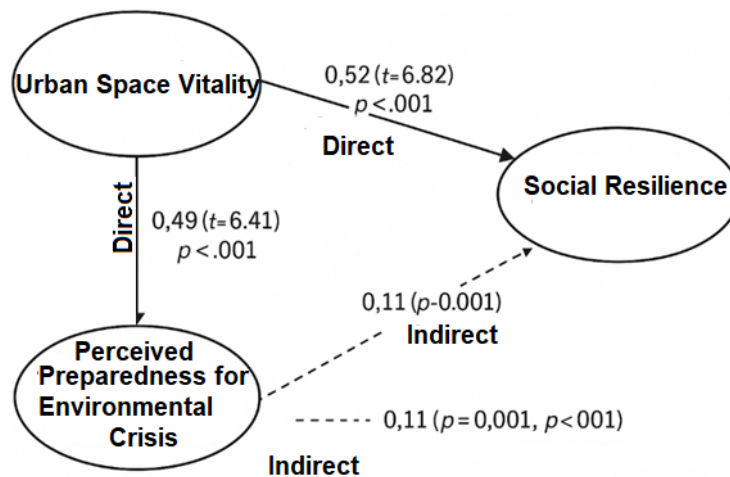 Urban Space Vitality
0,52 (t=6.82)
p<.001
Direct
Social Resilience
Direct
0,49 (t=6.41)
p<.001
0,11 (p-0.001)
Indirect
Perceived
Preparedness for
Environmental
Crisis
0,11 (p=0,001, p<001)
Indirect